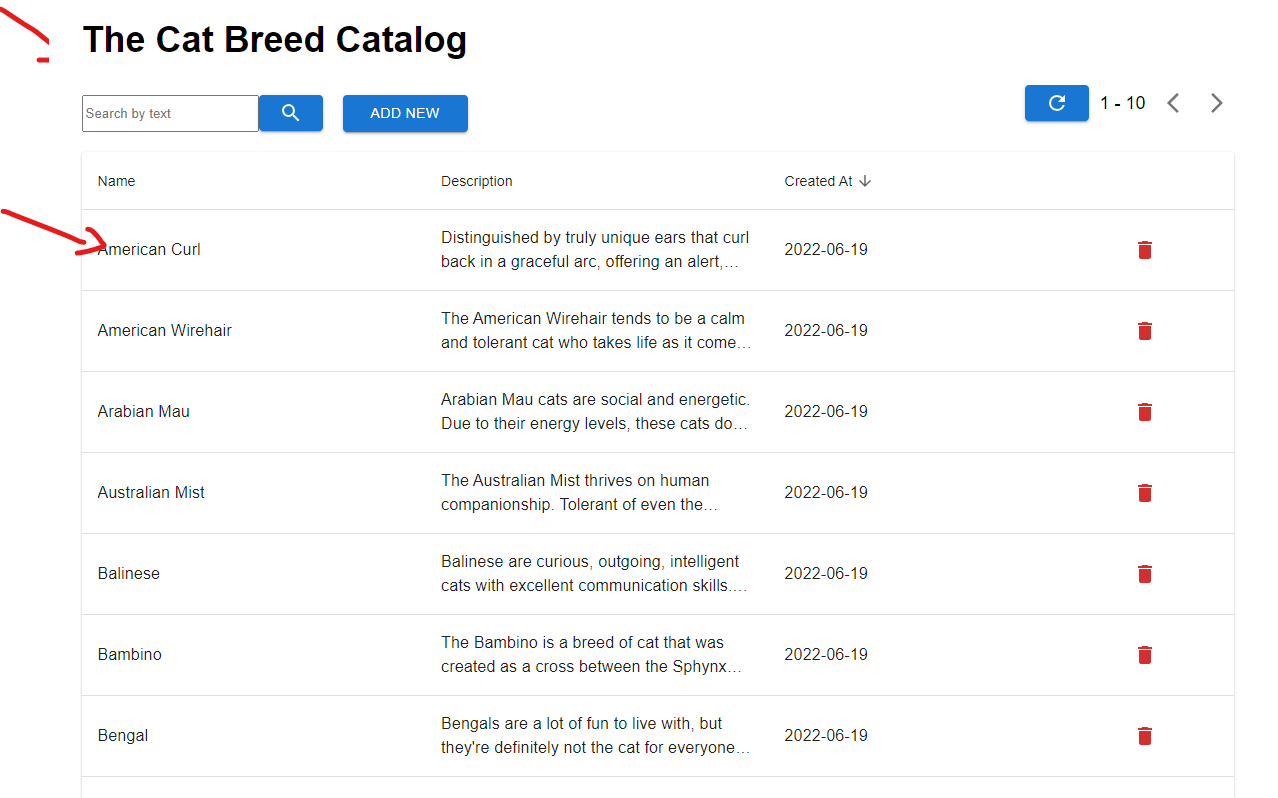 The Cat Breed Catalog
Search by text
ADD NEW
1 - 10
Name
Description
Created At
American Curl
Distinguished by truly unique ears that curl
back in a graceful arc, offering an alert,…
2022-06-19
American Wirehair
The American Wirehair tends to be a calm
and tolerant cat who takes life as it come…
2022-06-19
Arabian Mau
Arabian Mau cats are social and energetic.
Due to their energy levels, these cats do…
2022-06-19
Australian Mist
The Australian Mist thrives on human
companionship. Tolerant of even the…
2022-06-19
Balinese
Balinese are curious, outgoing, intelligent
cats with excellent communication skills.…
2022-06-19
Bambino
The Bambino is a breed of cat that was
created as a cross between the Sphynx…
2022-06-19
Bengal
Bengals are a lot of fun to live with, but
they're definitely not the cat for everyone…
2022-06-19